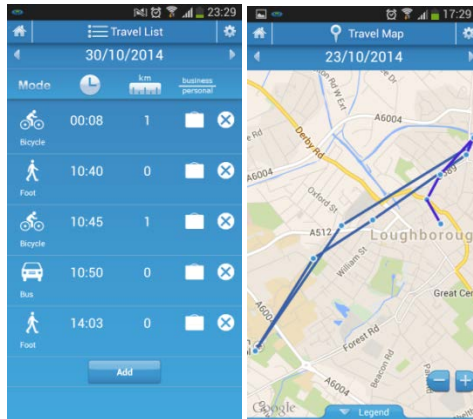 23:29
Travel List
30/10/2014
Mode
km
business
personal
00:08 1
Bicycle
10:40 0
Foot
10:45 1
Bicycle
10:50 0
Bus
14:03 0
Foot
Add
17:29
Travel Map
23/10/2014
A6004
Derby Rd
A6004
Oxford St
A512
Loughboroug
William St
Great Cen
A6004
Forest Rd
Beacon Rd
Google
Legend